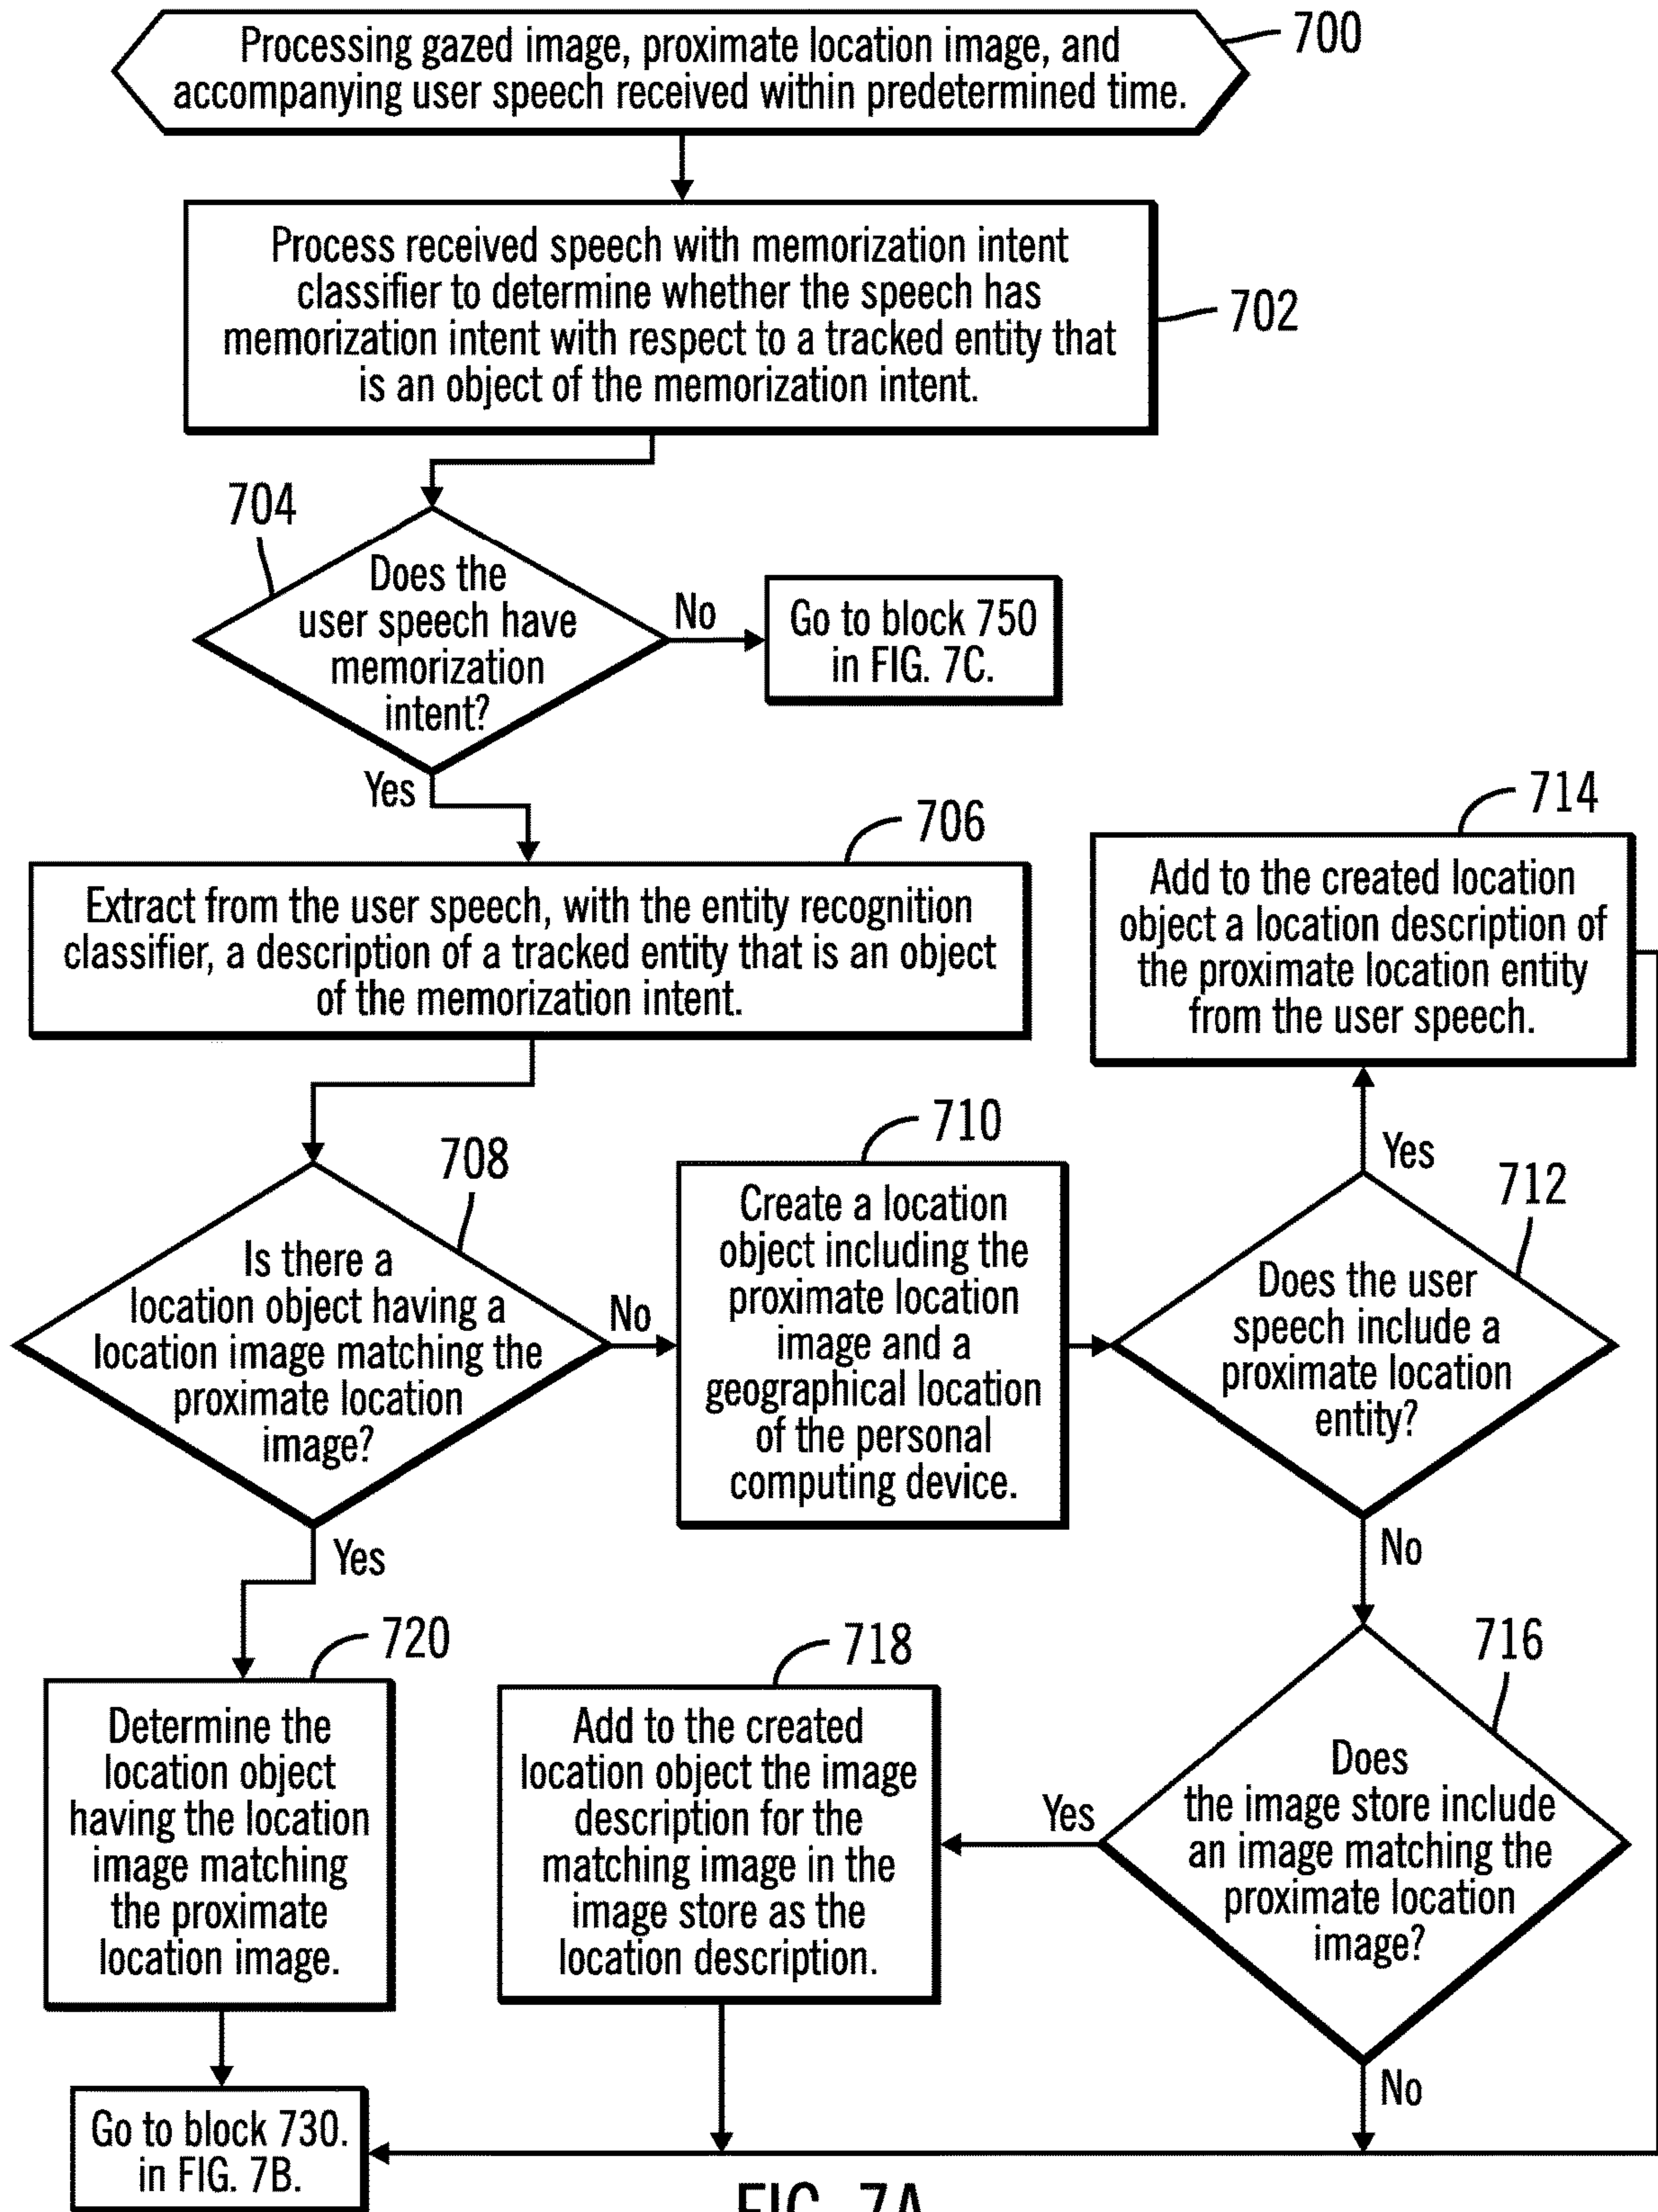 Processing gazed image, proximate location image, and
accompanying user speech received within predetermined time.
700
Process received speech with memorization intent
classifier to determine whether the speech has
memorization intent with respect to a tracked entity that
is an object of the memorization intent.
702
704
Does the
user speech have
memorization
intent?
No
Go to block 750
in FIG. 7C.
Yes
706
Extract from the user speech, with the entity recognition
classifier, a description of a tracked entity that is an object
of the memorization intent.
714
Add to the created location
object a location description of
the proximate location entity
from the user speech.
708
Is there a
location object having a
location image matching the
proximate location
image?
No
710
Create a location
object including the
proximate location
image and a
geographical location
of the personal
computing device.
Yes
712
Does the user
speech include a
proximate location
entity?
No
Yes
720
Determine the
location object
having the location
image matching
the proximate
location image.
718
Add to the created
location object the image
description for the
matching image in the
image store as the
location description.
Yes
716
Does
the image store include
an image matching the
proximate location
image?
No
Go to block 730.
in FIG. 7B.
FIG. 7A